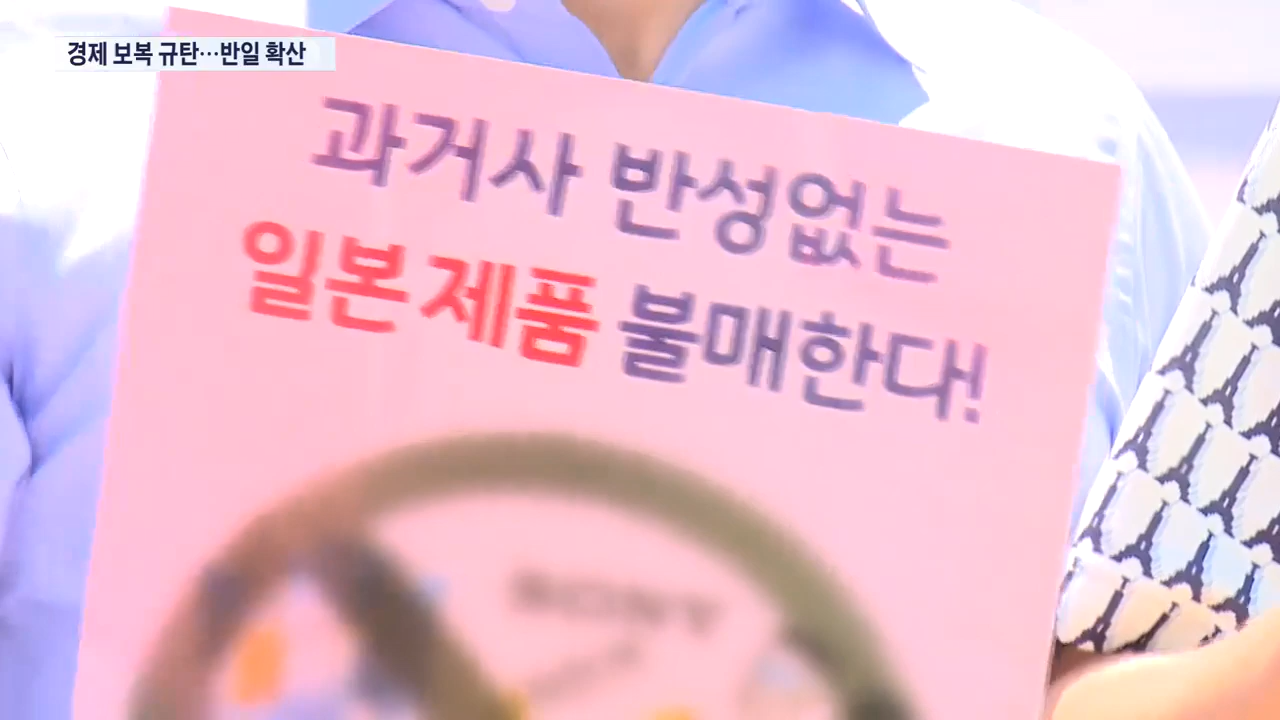 경제 보복 규탄…반일 확산
과거사 반성없는
일본제품 불매한다!